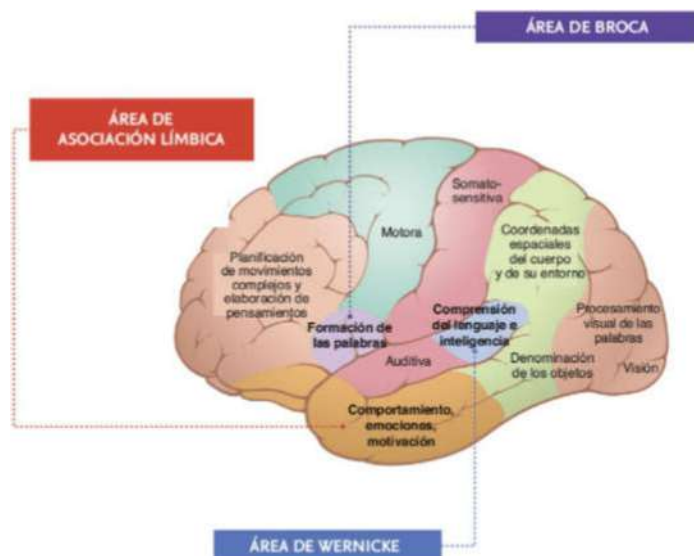 ÁREA DE BROCA
ÁREA DE
ASOCIACIÓN LÍMBICA
Somato-
sensitiva
Motora
Coordenadas
espaciales
del cuerpo
y de su entorno
Planificación
de movimientos
complejos y
elaboración de
pensamientos
Formación de
las palabras
Comprensión
del lenguaje e
inteligencia
Procesamiento
visual de las
palabras
Auditiva
Denominación
de los objetos
Visión
Comportamiento,
emociones,
motivación
ÁREA DE WERNICKE